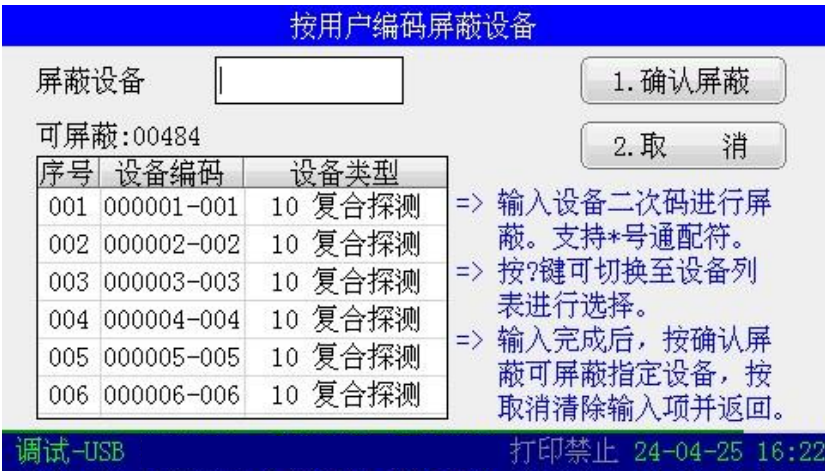 按用户编码屏蔽设备
屏蔽设备
1.确认屏蔽
可屏蔽:00484
2.取 消
序号 设备编码 设备类型
001 000001-001 10 复合探测
002 000002-002 10 复合探测
003 000003-003 10 复合探测
004 000004-004 10 复合探测
005 000005-005 10 复合探测
006 000006-006 10 复合探测
=> 输入设备二次码进行屏
蔽。支持*号通配符。
=> 按?键可切换至设备列
表进行选择。
=> 输入完成后，按确认屏
蔽可屏蔽指定设备，按
取消清除输入项并返回。
调试-USB 打印禁止 24-04-25 16:22